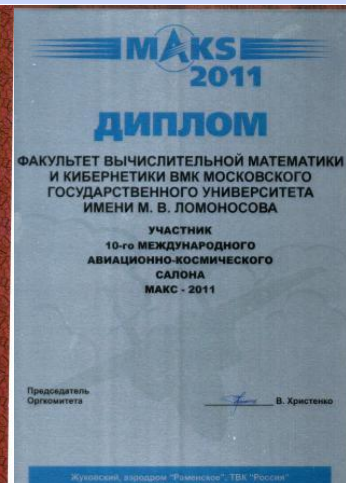 MAKS
2011
ДИПЛОМ
ФАКУЛЬТЕТ ВЫЧИСЛИТЕЛЬНОЙ МАТЕМАТИКИ
И КИБЕРНЕТИКИ ВМК МОСКОВСКОГО
ГОСУДАРСТВЕННОГО УНИВЕРСИТЕТА
ИМЕНИ М. В. ЛОМОНОСОВА
УЧАСТНИК
10-го МЕЖДУНАРОДНОГО
АВИАЦИОННО-КОСМИЧЕСКОГО
САЛОНА
МАКС - 2011
Председатель
Оргкомитета
В. Христенко
Жуковский, аэродром "Раменское", ТВК "Россия"